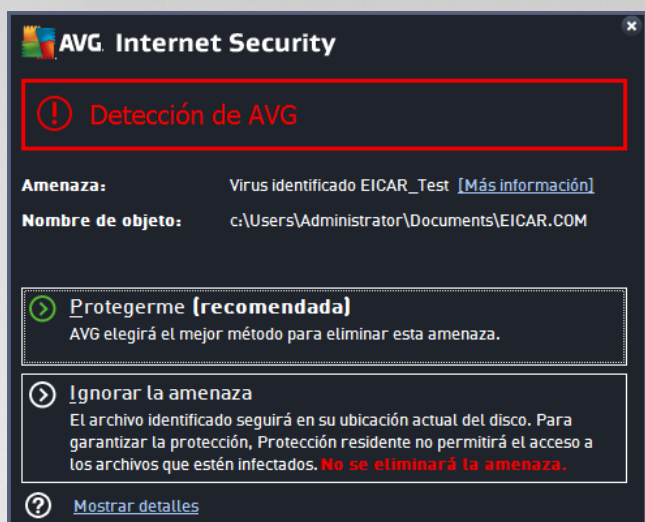 AVG. Internet Security
Detección de AVG
Amenaza: Virus identificado EICAR_Test [Más información]
Nombre de objeto: c:\Users\Administrator\Documents\EICAR.COM
Protegerme (recomendada)
AVG elegirá el mejor método para eliminar esta amenaza.
Ignorar la amenaza
El archivo identificado seguirá en su ubicación actual del disco. Para
garantizar la protección, Protección residente no permitirá el acceso a
los archivos que estén infectados. No se eliminará la amenaza.
Mostrar detalles